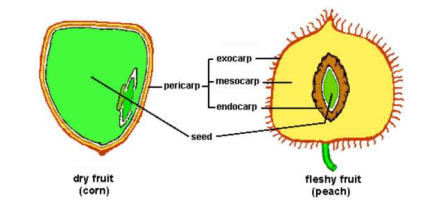 exocarp
pericarp
mesocarp
endocarp
seed
dry fruit
(corn)
fleshy fruit
(peach)